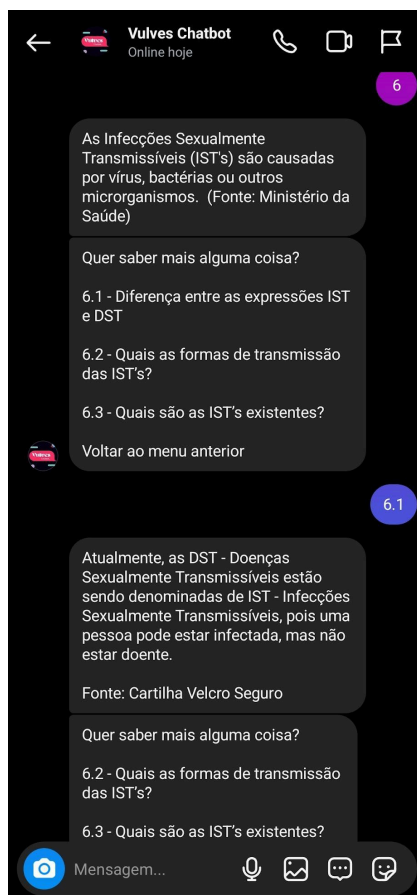 Vulves Chatbot
Online hoje
6
As Infecções Sexualmente
Transmissíveis (IST's) são causadas
por vírus, bactérias ou outros
microrganismos.  (Fonte: Ministério da
Saúde)
Quer saber mais alguma coisa?
6.1 - Diferença entre as expressões IST
e DST
6.2 - Quais as formas de transmissão
das IST’s?
6.3 - Quais são as IST’s existentes?
Voltar ao menu anterior
Vulves
6.1
Atualmente, as DST - Doenças
Sexualmente Transmissíveis estão
sendo denominadas de IST - Infecções
Sexualmente Transmissíveis, pois uma
pessoa pode estar infectada, mas não
estar doente.
Fonte: Cartilha Velcro Seguro
Quer saber mais alguma coisa?
6.2 - Quais as formas de transmissão
das IST’s?
6.3 - Quais são as IST’s existentes?
Mensagem...